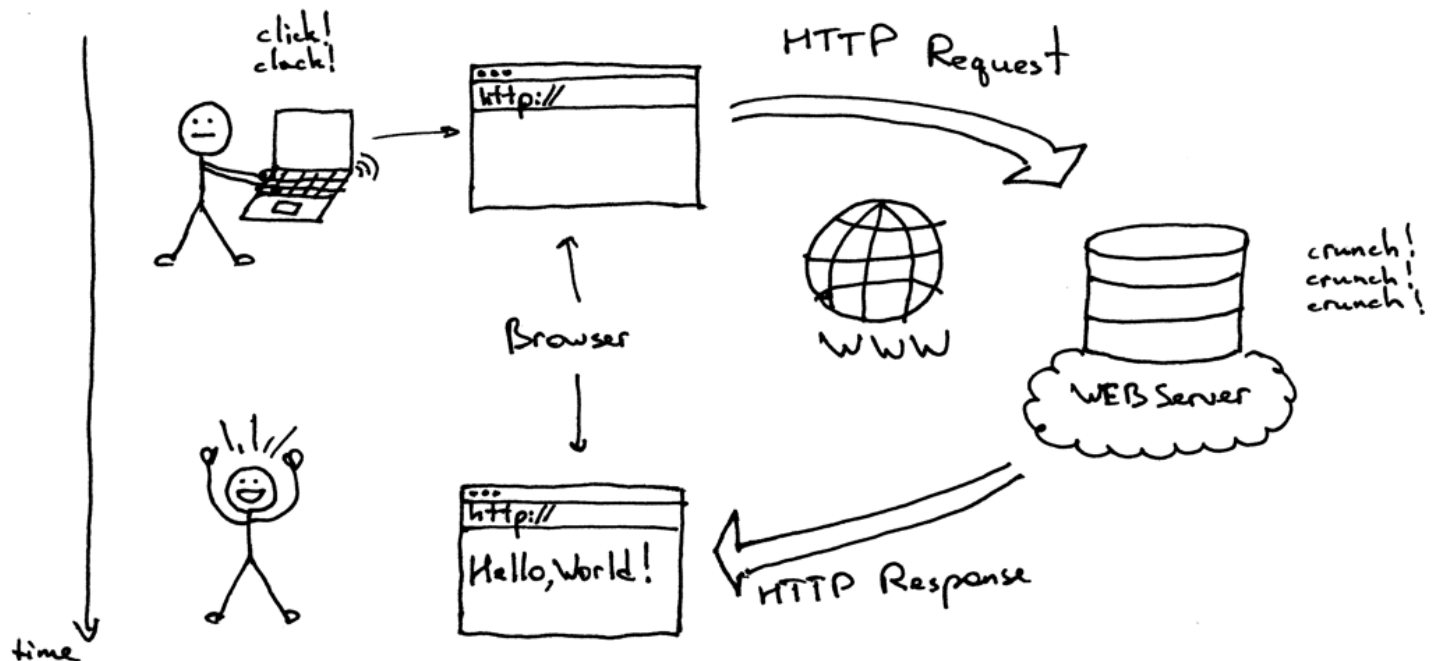 click!
clack!
HTTP Request
http://
crunch!
crunch!
crunch!
Browser
WWW
WEB Server
http://
Hello, World!
HTTP Response
time